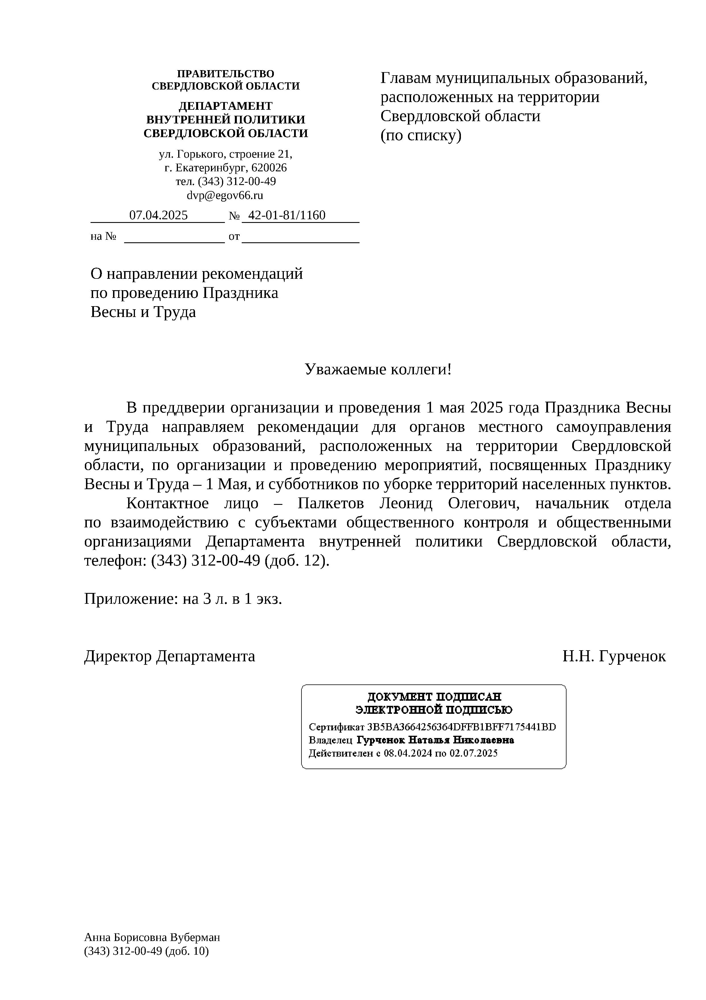 ПРАВИТЕЛЬСТВО
СВЕРДЛОВСКОЙ ОБЛАСТИ
ДЕПАРТАМЕНТ
ВНУТРЕННЕЙ ПОЛИТИКИ
СВЕРДЛОВСКОЙ ОБЛАСТИ
ул. Горького, строение 21,
г. Екатеринбург, 620026
тел. (343) 312-00-49
dvp@egov66.ru
07.04.2025 № 42-01-81/1160
на № от
Главам муниципальных образований,
расположенных на территории
Свердловской области
(по списку)
О направлении рекомендаций
по проведению Праздника
Весны и Труда
Уважаемые коллеги!
В преддверии организации и проведения 1 мая 2025 года Праздника Весны
и Труда направляем рекомендации для органов местного самоуправления
муниципальных образований, расположенных на территории Свердловской
области, по организации и проведению мероприятий, посвященных Празднику
Весны и Труда – 1 Мая, и субботников по уборке территорий населенных пунктов.
Контактное лицо – Палкетов Леонид Олегович, начальник отдела
по взаимодействию с субъектами общественного контроля и общественными
организациями Департамента внутренней политики Свердловской области,
телефон: (343) 312-00-49 (доб. 12).
Приложение: на 3 л. в 1 экз.
Директор Департамента Н.Н. Гурченок
ДОКУМЕНТ ПОДПИСАН
ЭЛЕКТРОННОЙ ПОДПИСЬЮ
Сертификат 3B5BA3664256364DFFB1BFF7175441BD
Владелец Гурченок Наталья Николаевна
Действителен с 08.04.2024 по 02.07.2025
Анна Борисовна Вуберман
(343) 312-00-49 (доб. 10)